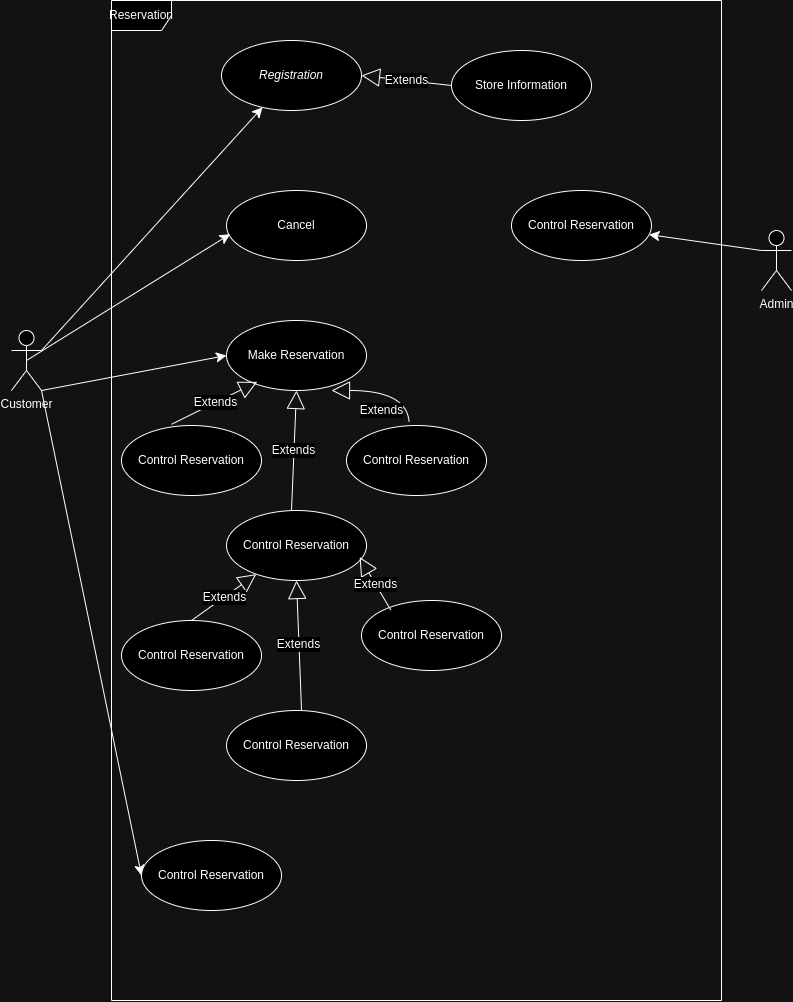 Reservation
Registration
Extends
Store Information
Cancel
Control Reservation
Admin
Customer
Make Reservation
Extends
Extends
Control Reservation
Extends
Control Reservation
Control Reservation
Extends
Extends
Control Reservation
Extends
Control Reservation
Control Reservation
Control Reservation